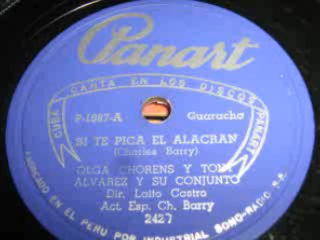 Panart
CUBA CANTA EN LOS DISCOS PANART
P-1987-A Guaracha
SI TE PICA EL ALACRAN
(Charles Barry)
OLGA CHORENS Y TONY
ALVAREZ Y SU CONJUNTO
Dir. Laito Castro
Act. Esp. Ch. Barry
2427
FABRICADO EN EL PERU POR INDUSTRIAL SONO-RADIO S.A.